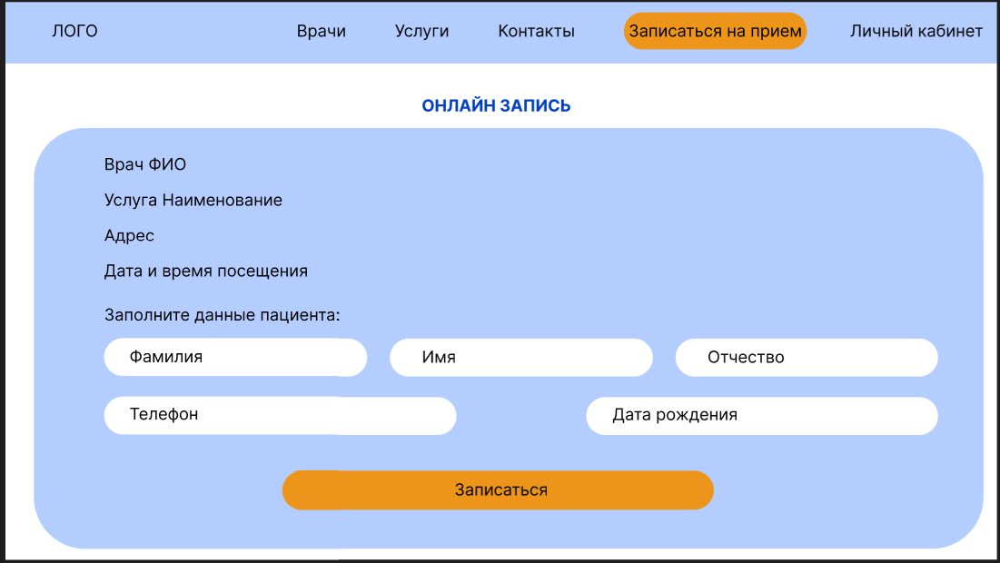 ЛОГО Врачи Услуги Контакты Записаться на прием Личный кабинет
ОНЛАЙН ЗАПИСЬ
Врач ФИО
Услуга Наименование
Адрес
Дата и время посещения
Заполните данные пациента:
Фамилия Имя Отчество
Телефон Дата рождения
Записаться